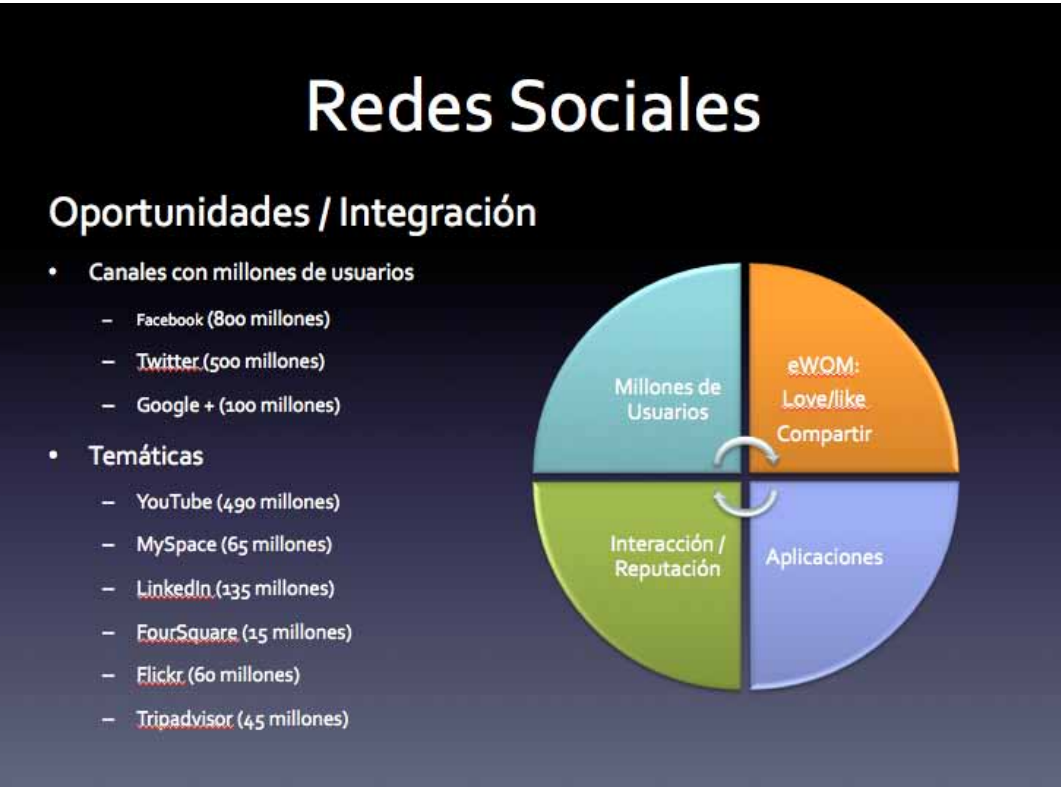 Redes Sociales
Oportunidades / Integración
• Canales con millones de usuarios
– Facebook (800 millones)
– Twitter (500 millones)
– Google + (100 millones)
• Temáticas
– YouTube (490 millones)
– MySpace (65 millones)
– LinkedIn (135 millones)
– FourSquare (15 millones)
– Flickr (60 millones)
– Tripadvisor (45 millones)
Millones de
Usuarios
eWOM:
Love/like
Compartir
Interacción /
Reputación
Aplicaciones